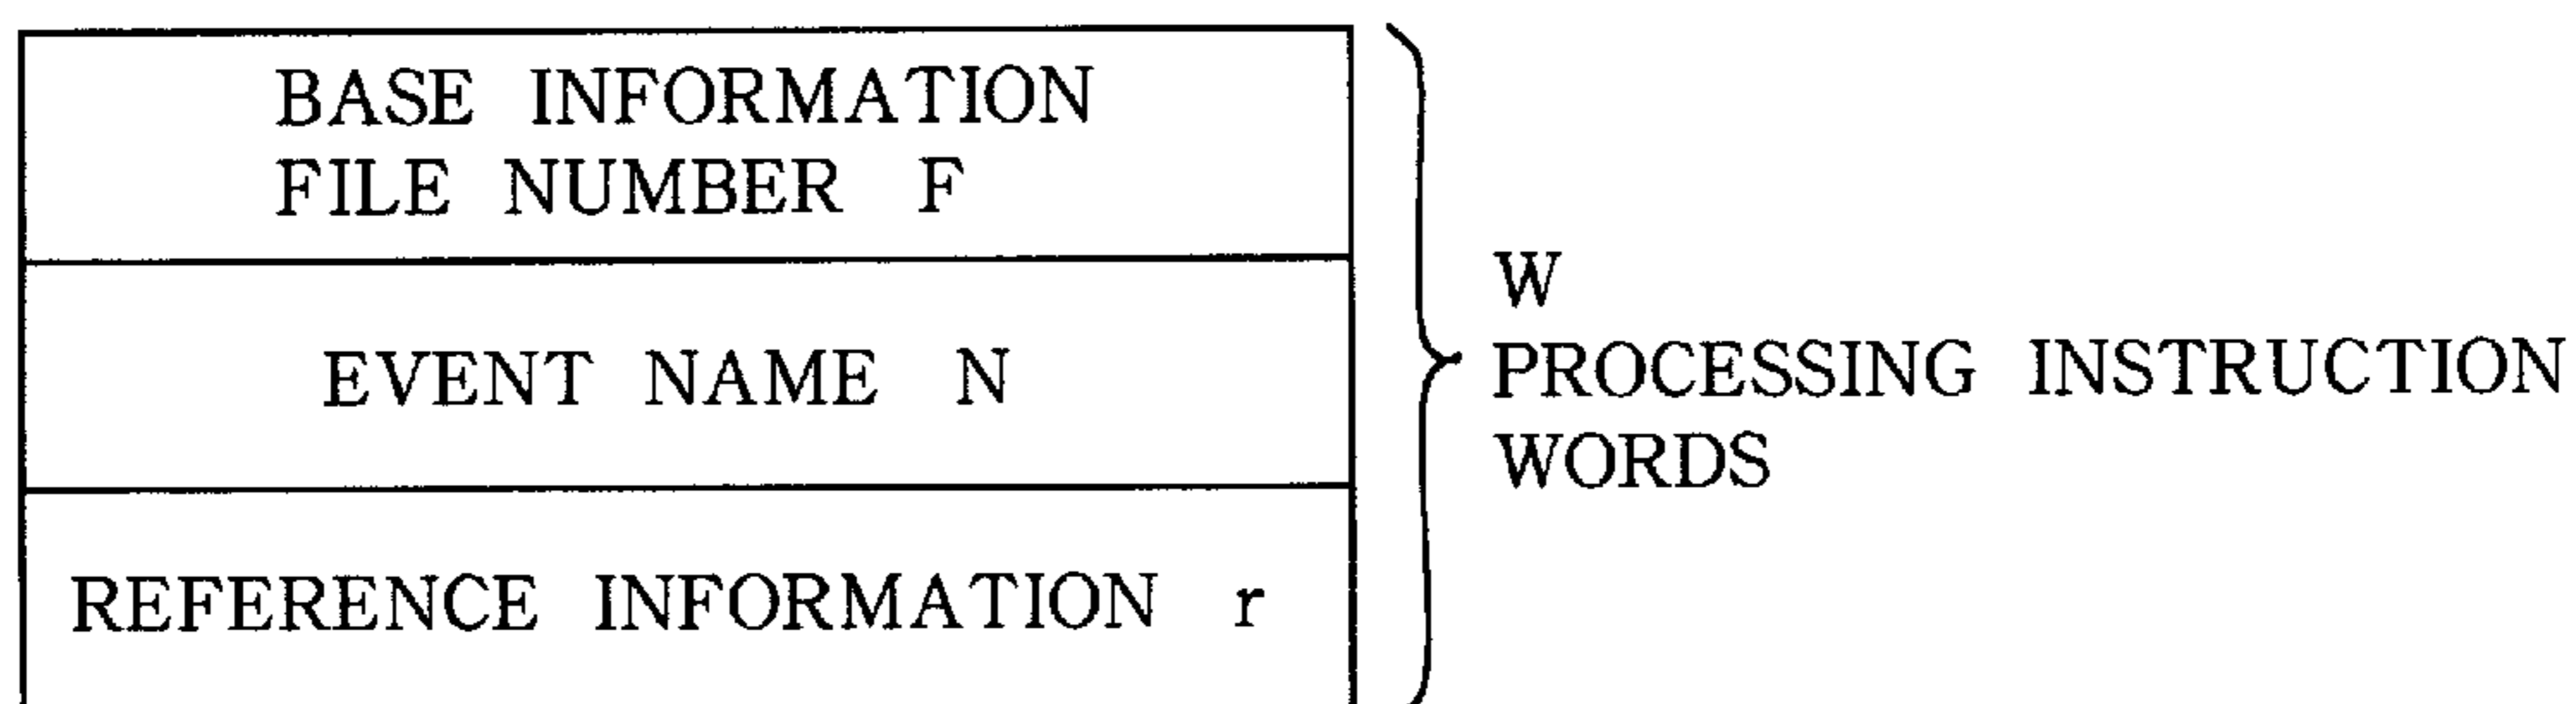 BASE INFORMATION
FILE NUMBER F
EVENT NAME N
REFERENCE INFORMATION r
W
PROCESSING INSTRUCTION
WORDS